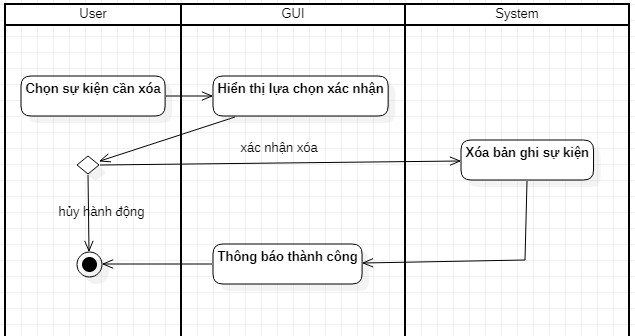 User
GUI
System
Chọn sự kiện cần xóa
Hiển thị lựa chọn xác nhận
xác nhận xóa
Xóa bản ghi sự kiện
hủy hành động
Thông báo thành công